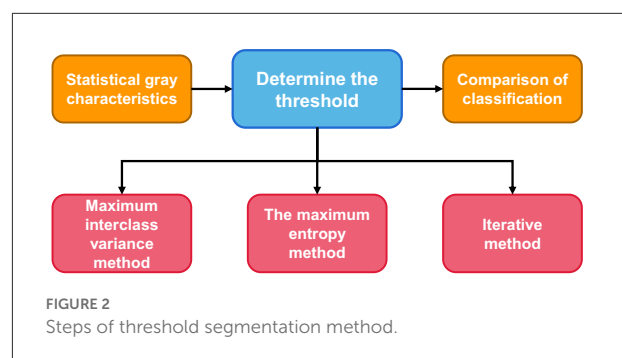 Statistical gray
characteristics
Determine the
threshold
Comparison of
classification
Maximum
interclass
variance
method
The maximum
entropy
method
Iterative
method
FIGURE 2
Steps of threshold segmentation method.